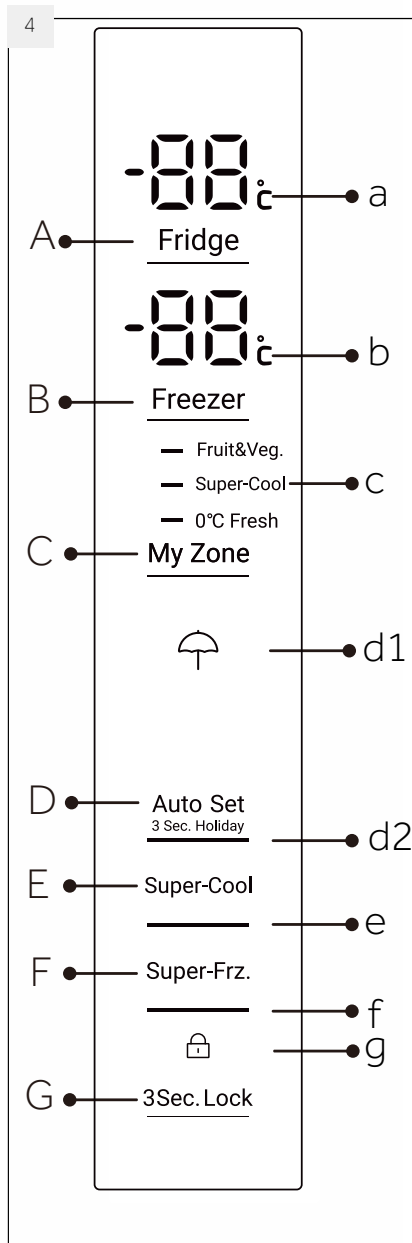 4
-88°c
a
A
Fridge
-88°c
b
B
Freezer
Fruit&Veg.
Super-Cool
c
0°C Fresh
C
My Zone
d1
D
Auto Set
3 Sec. Holiday
d2
E
Super-Cool
e
F
Super-Frz.
f
g
G
3Sec. Lock